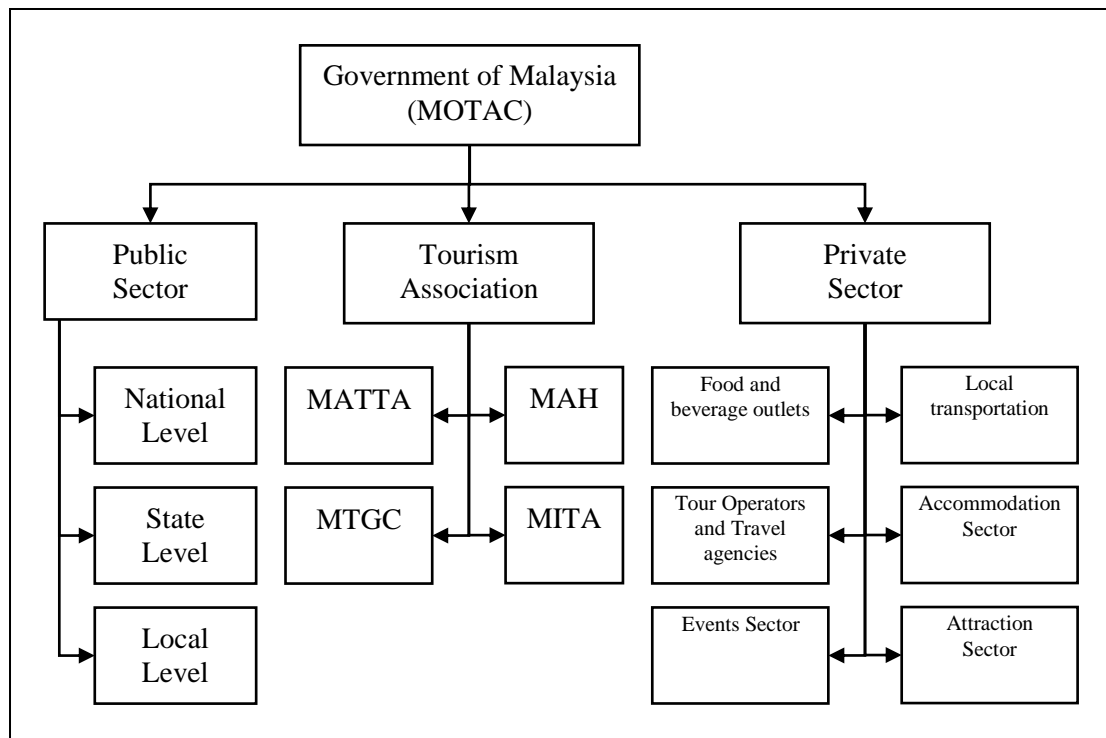 Government of Malaysia
(MOTAC)
Public
Sector
Tourism
Association
Private
Sector
National
Level
MATTA
MAH
Food and
beverage outlets
Local
transportation
State
Level
MTGC
MITA
Tour Operators
and Travel
agencies
Accommodation
Sector
Local
Level
Events Sector
Attraction
Sector